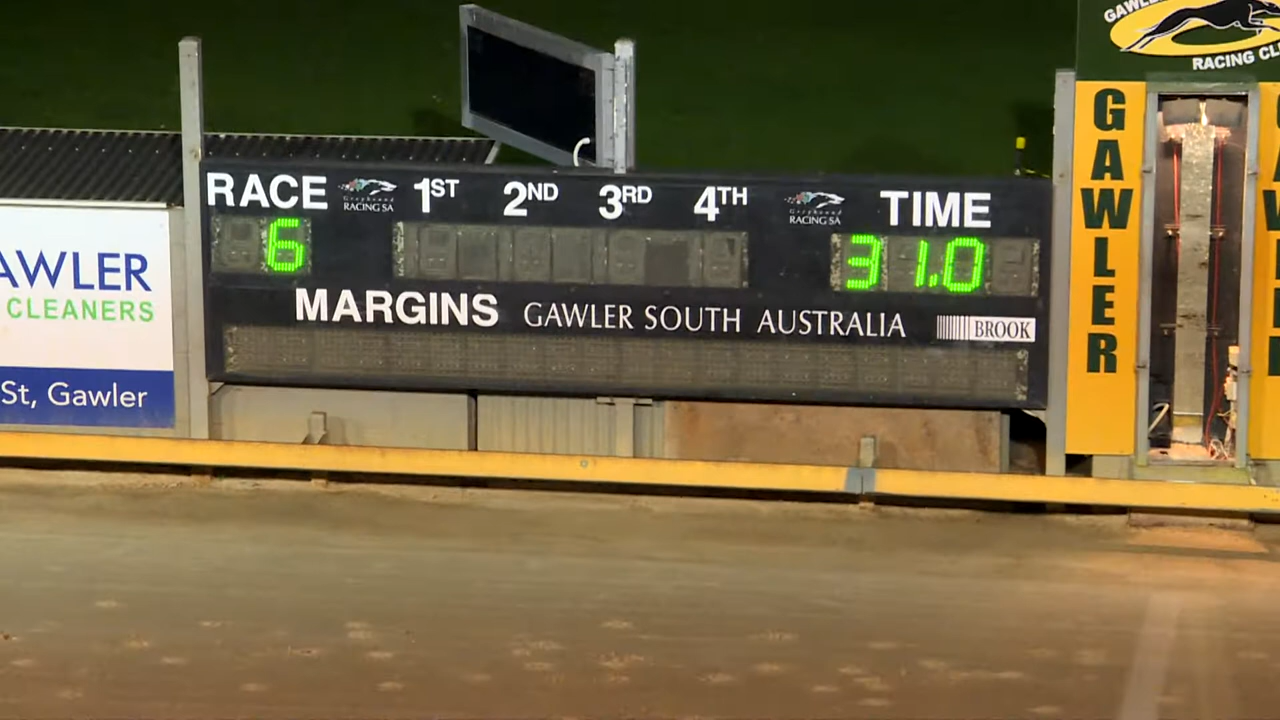 GAWLER
RACING CL
RACE
Greyhound
RACING SA
1ST
2ND
3RD
4TH
Greyhound
RACING SA
TIME
6
31.0
MARGINS
GAWLER SOUTH AUSTRALIA
BROOK
AWLER
CLEANERS
St, Gawler
GAWLER